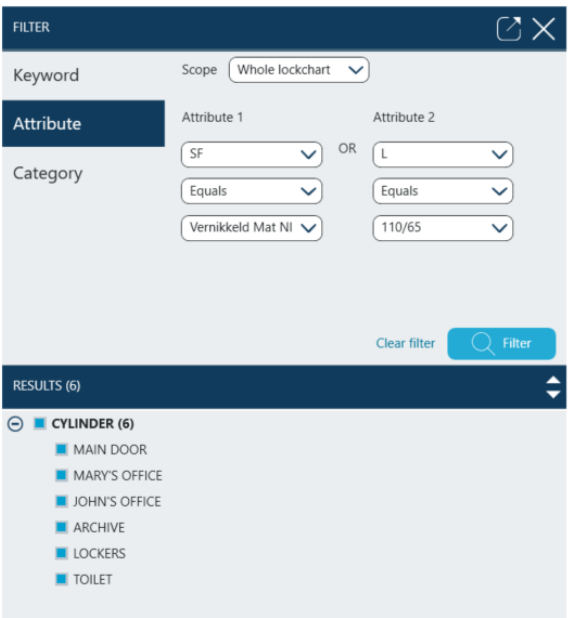 FILTER
Keyword
Attribute
Category
Scope Whole lockchart
Attribute 1 Attribute 2
SF OR L
Equals Equals
Vernikkeld Mat NI 110/65
Clear filter Filter
RESULTS (6)
CYLINDER (6)
MAIN DOOR
MARY'S OFFICE
JOHN'S OFFICE
ARCHIVE
LOCKERS
TOILET